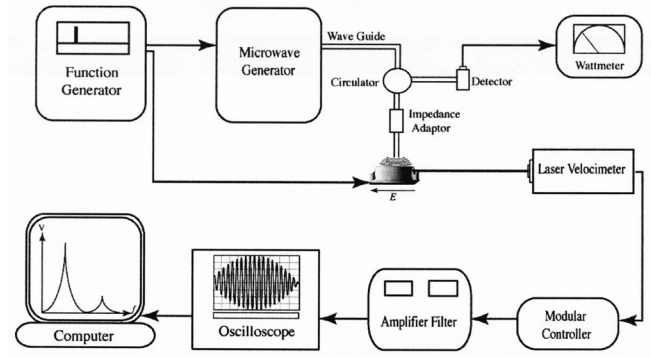 Function
Generator
Microwave
Generator
Wave Guide
Circulator
Detector
Wattmeter
Impedance
Adaptor
E
Laser Velocimeter
V
f
Computer
Oscilloscope
Amplifier Filter
Modular
Controller